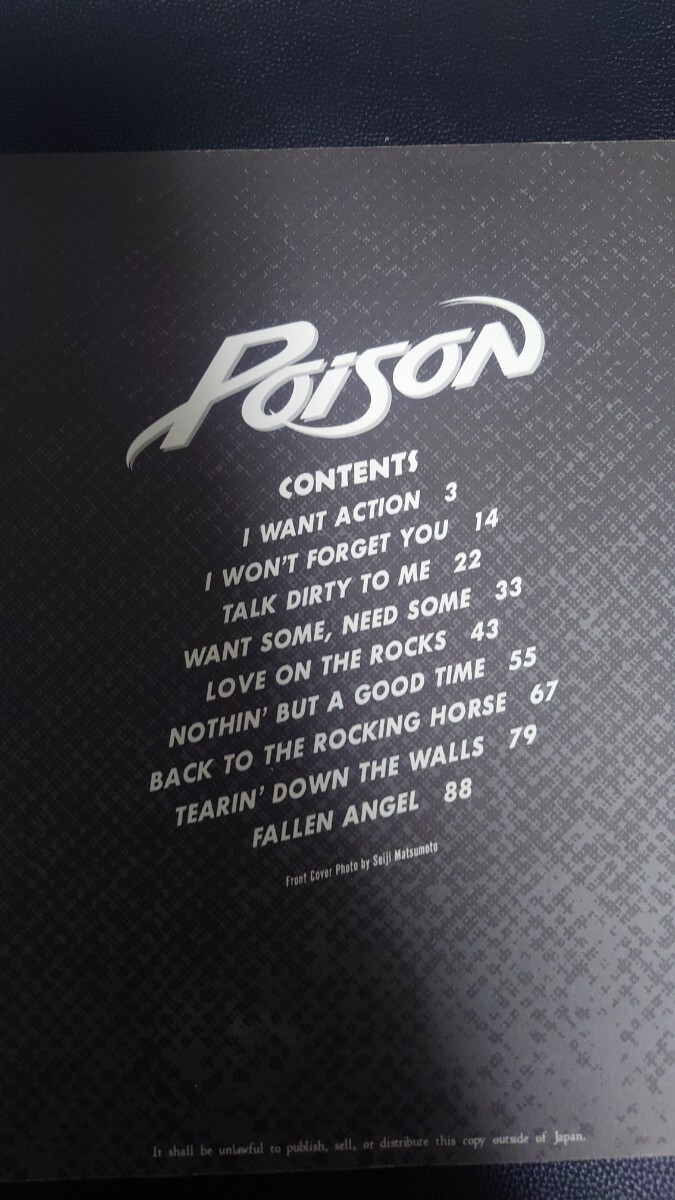 POISON
CONTENTS
I WANT ACTION 3
I WON'T FORGET YOU 14
TALK DIRTY TO ME 22
WANT SOME, NEED SOME 33
LOVE ON THE ROCKS 43
NOTHIN' BUT A GOOD TIME 55
BACK TO THE ROCKING HORSE 67
TEARIN' DOWN THE WALLS 79
FALLEN ANGEL 88
Front Cover Photo by Seiji Matsumoto
It shall be unlawful to publish, sell, or distribute this copy outside of Japan.